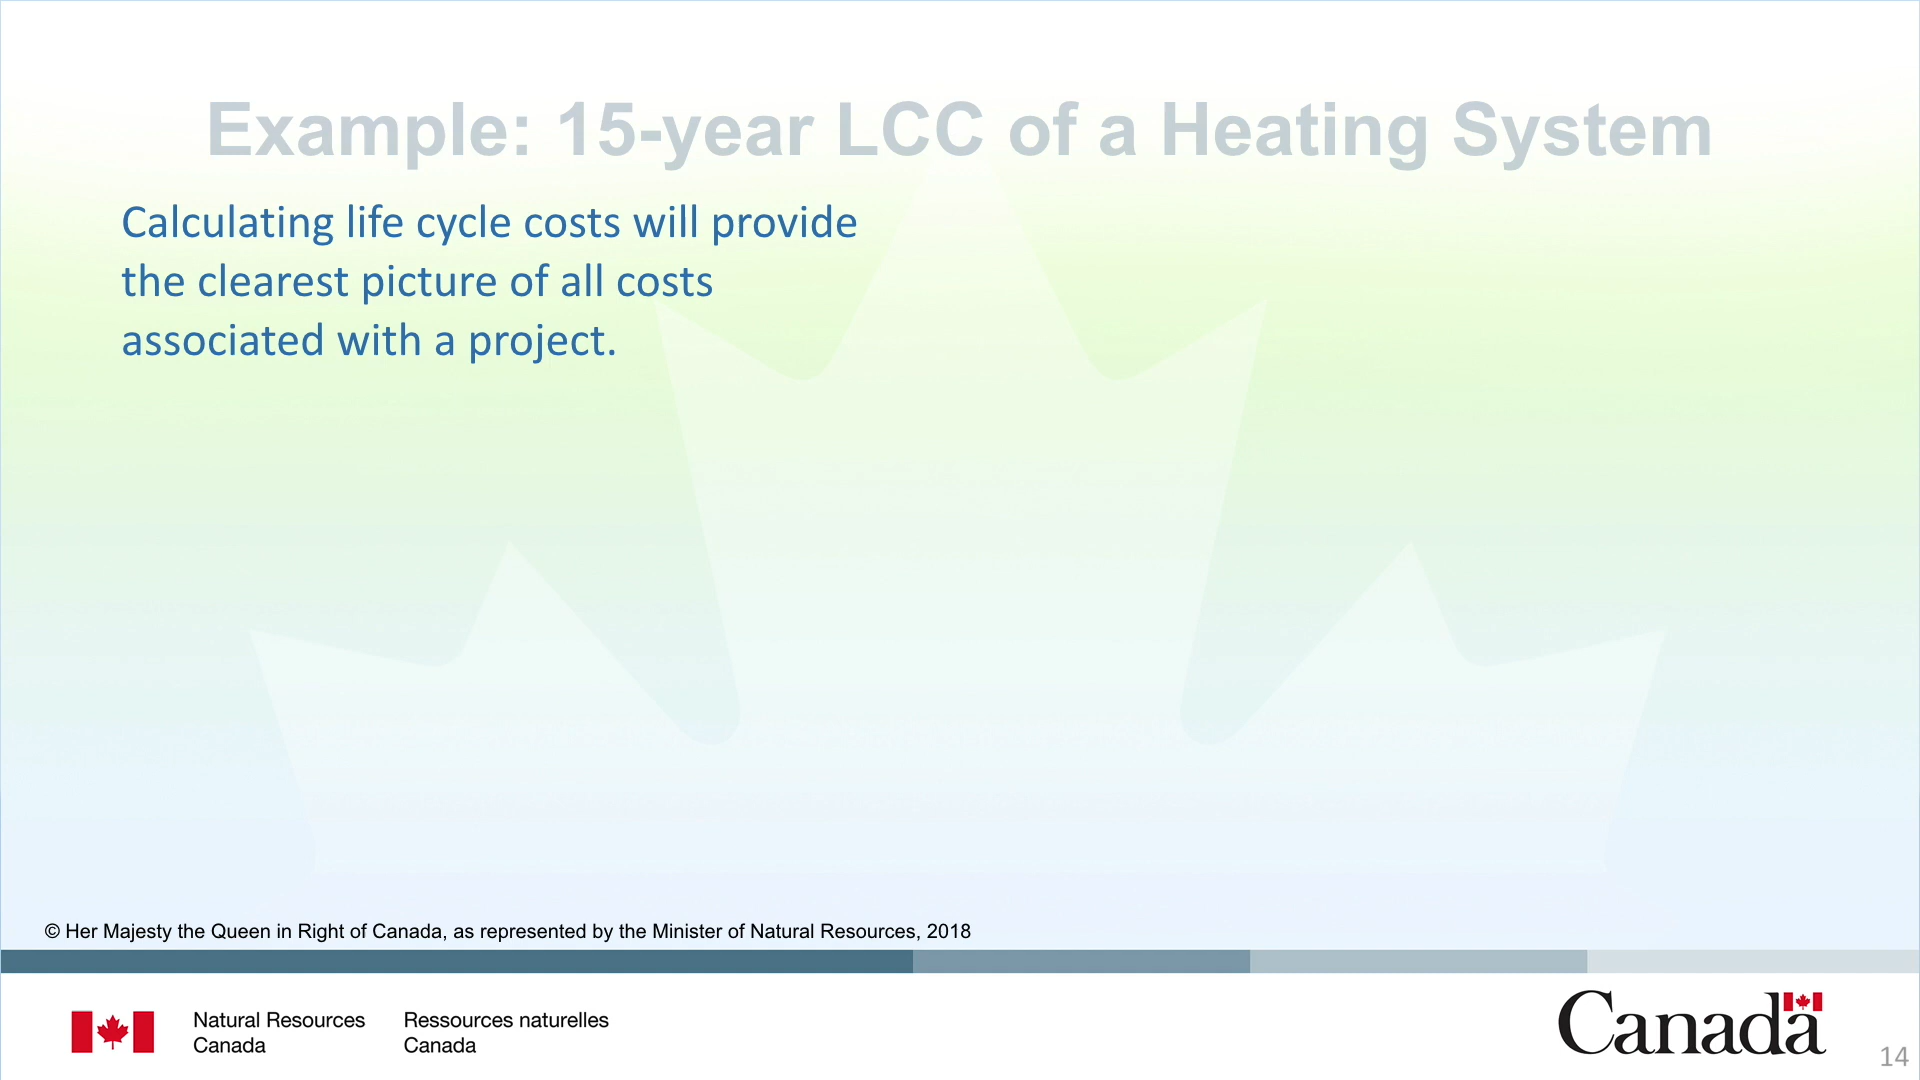 Example: 15-year LCC of a Heating System
Calculating life cycle costs will provide
the clearest picture of all costs
associated with a project.
© Her Majesty the Queen in Right of Canada, as represented by the Minister of Natural Resources, 2018
Natural Resources
Canada
Ressources naturelles
Canada
Canada
14